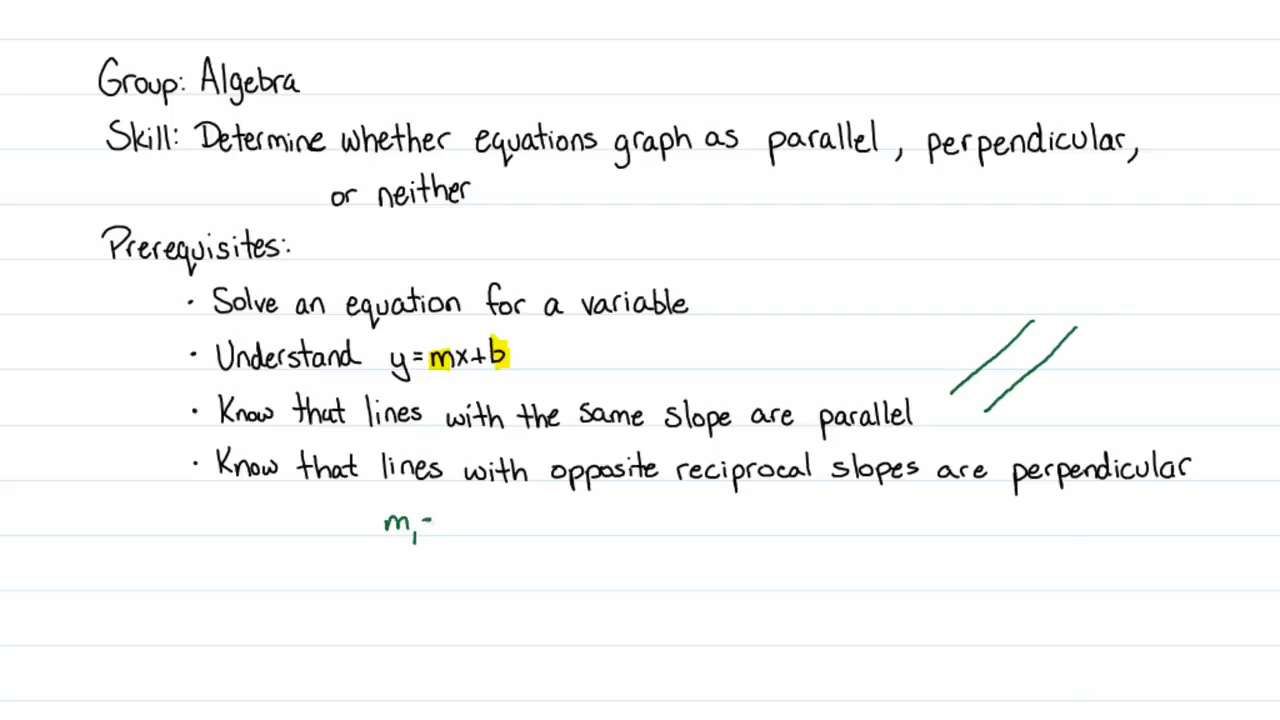 Group: Algebra
Skill: Determine whether equations graph as parallel, perpendicular,
or neither
Prerequisites:
· Solve an equation for a variable
· Understand y=mx+b
· Know that lines with the same slope are parallel
· Know that lines with opposite reciprocal slopes are perpendicular
m₁-